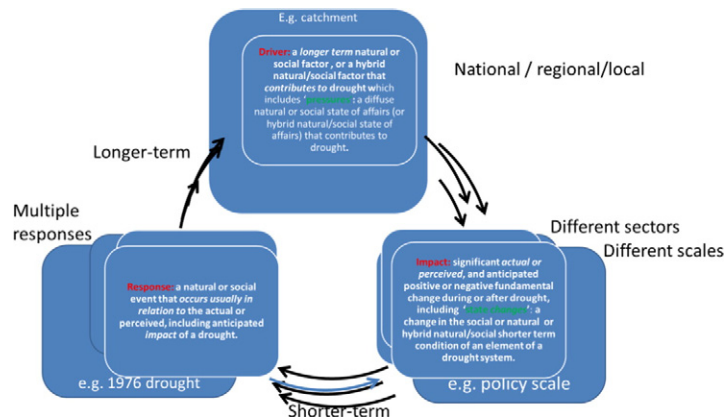 E.g. catchment
Driver: a longer term natural or
social factor , or a hybrid
natural/social factor that
contributes to drought which
includes 'pressures': a diffuse
natural or social state of affairs (or
hybrid natural/social state of
affairs) that contributes to
drought.
National / regional/local
Longer-term
Multiple
responses
Different sectors
Different scales
Response: a natural or social
event that occurs usually in
relation to the actual or
perceived, including anticipated
impact of a drought.
e.g. 1976 drought
Impact: significant actual or
perceived, and anticipated
positive or negative fundamental
change during or after drought,
including 'state changes': a
change in the social or natural or
hybrid natural/social shorter term
condition of an element of a
drought system.
e.g. policy scale
Shorter-term